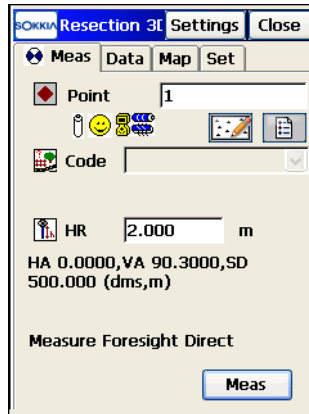 SOKKIA Resection 3D Settings Close
Meas Data Map Set
Point 1
Code
HR 2.000 m
HA 0.0000,VA 90.3000,SD
500.000 (dms,m)
Measure Foresight Direct
Meas